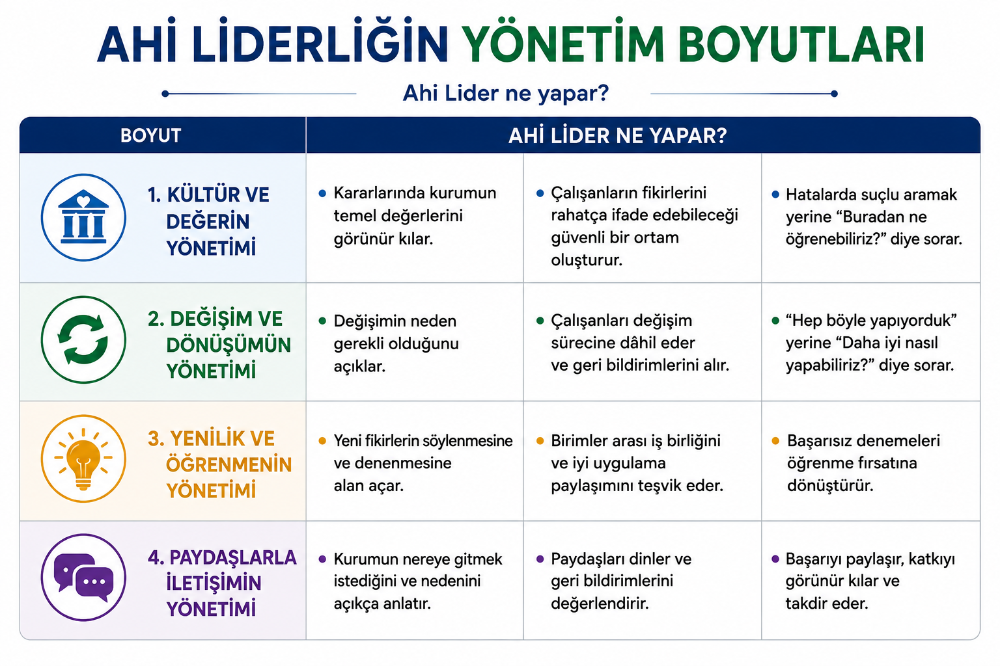 AHİ LİDERLİĞİN YÖNETİM BOYUTLARI
Ahi Lider ne yapar?
BOYUT
AHİ LİDER NE YAPAR?
1. KÜLTÜR VE
DEĞERİN
YÖNETİMİ
• Kararlarında kurumun
temel değerlerini
görünür kılar.
• Çalışanların fikirlerini
rahatça ifade edebileceği
güvenli bir ortam
oluşturur.
• Hatalarda suçlu aramak
yerine “Buradan ne
öğrenebiliriz?” diye sorar.
2. DEĞİŞİM VE
DÖNÜŞÜMÜN
YÖNETİMİ
• Değişimin neden
gerekli olduğunu
açıklar.
• Çalışanları değişim
sürecine dâhil eder
ve geri bildirimlerini alır.
• “Hep böyle yapıyorduk”
yerine “Daha iyi nasıl
yapabiliriz?” diye sorar.
3. YENİLİK VE
ÖĞRENMENİN
YÖNETİMİ
• Yeni fikirlerin söylenmesine
ve denenmesine
alan açar.
• Birimler arası iş birliğini
ve iyi uygulama
paylaşımını teşvik eder.
• Başarısız denemeleri
öğrenme fırsatına
dönüştürür.
4. PAYDAŞLARLA
İLETİŞİMİN
YÖNETİMİ
• Kurumun nereye gitmek
istediğini ve nedenini
açıkça anlatır.
• Paydaşları dinler ve
geri bildirimlerini
değerlendirir.
• Başarıyı paylaşır, katkıyı
görünür kılar ve
takdir eder.